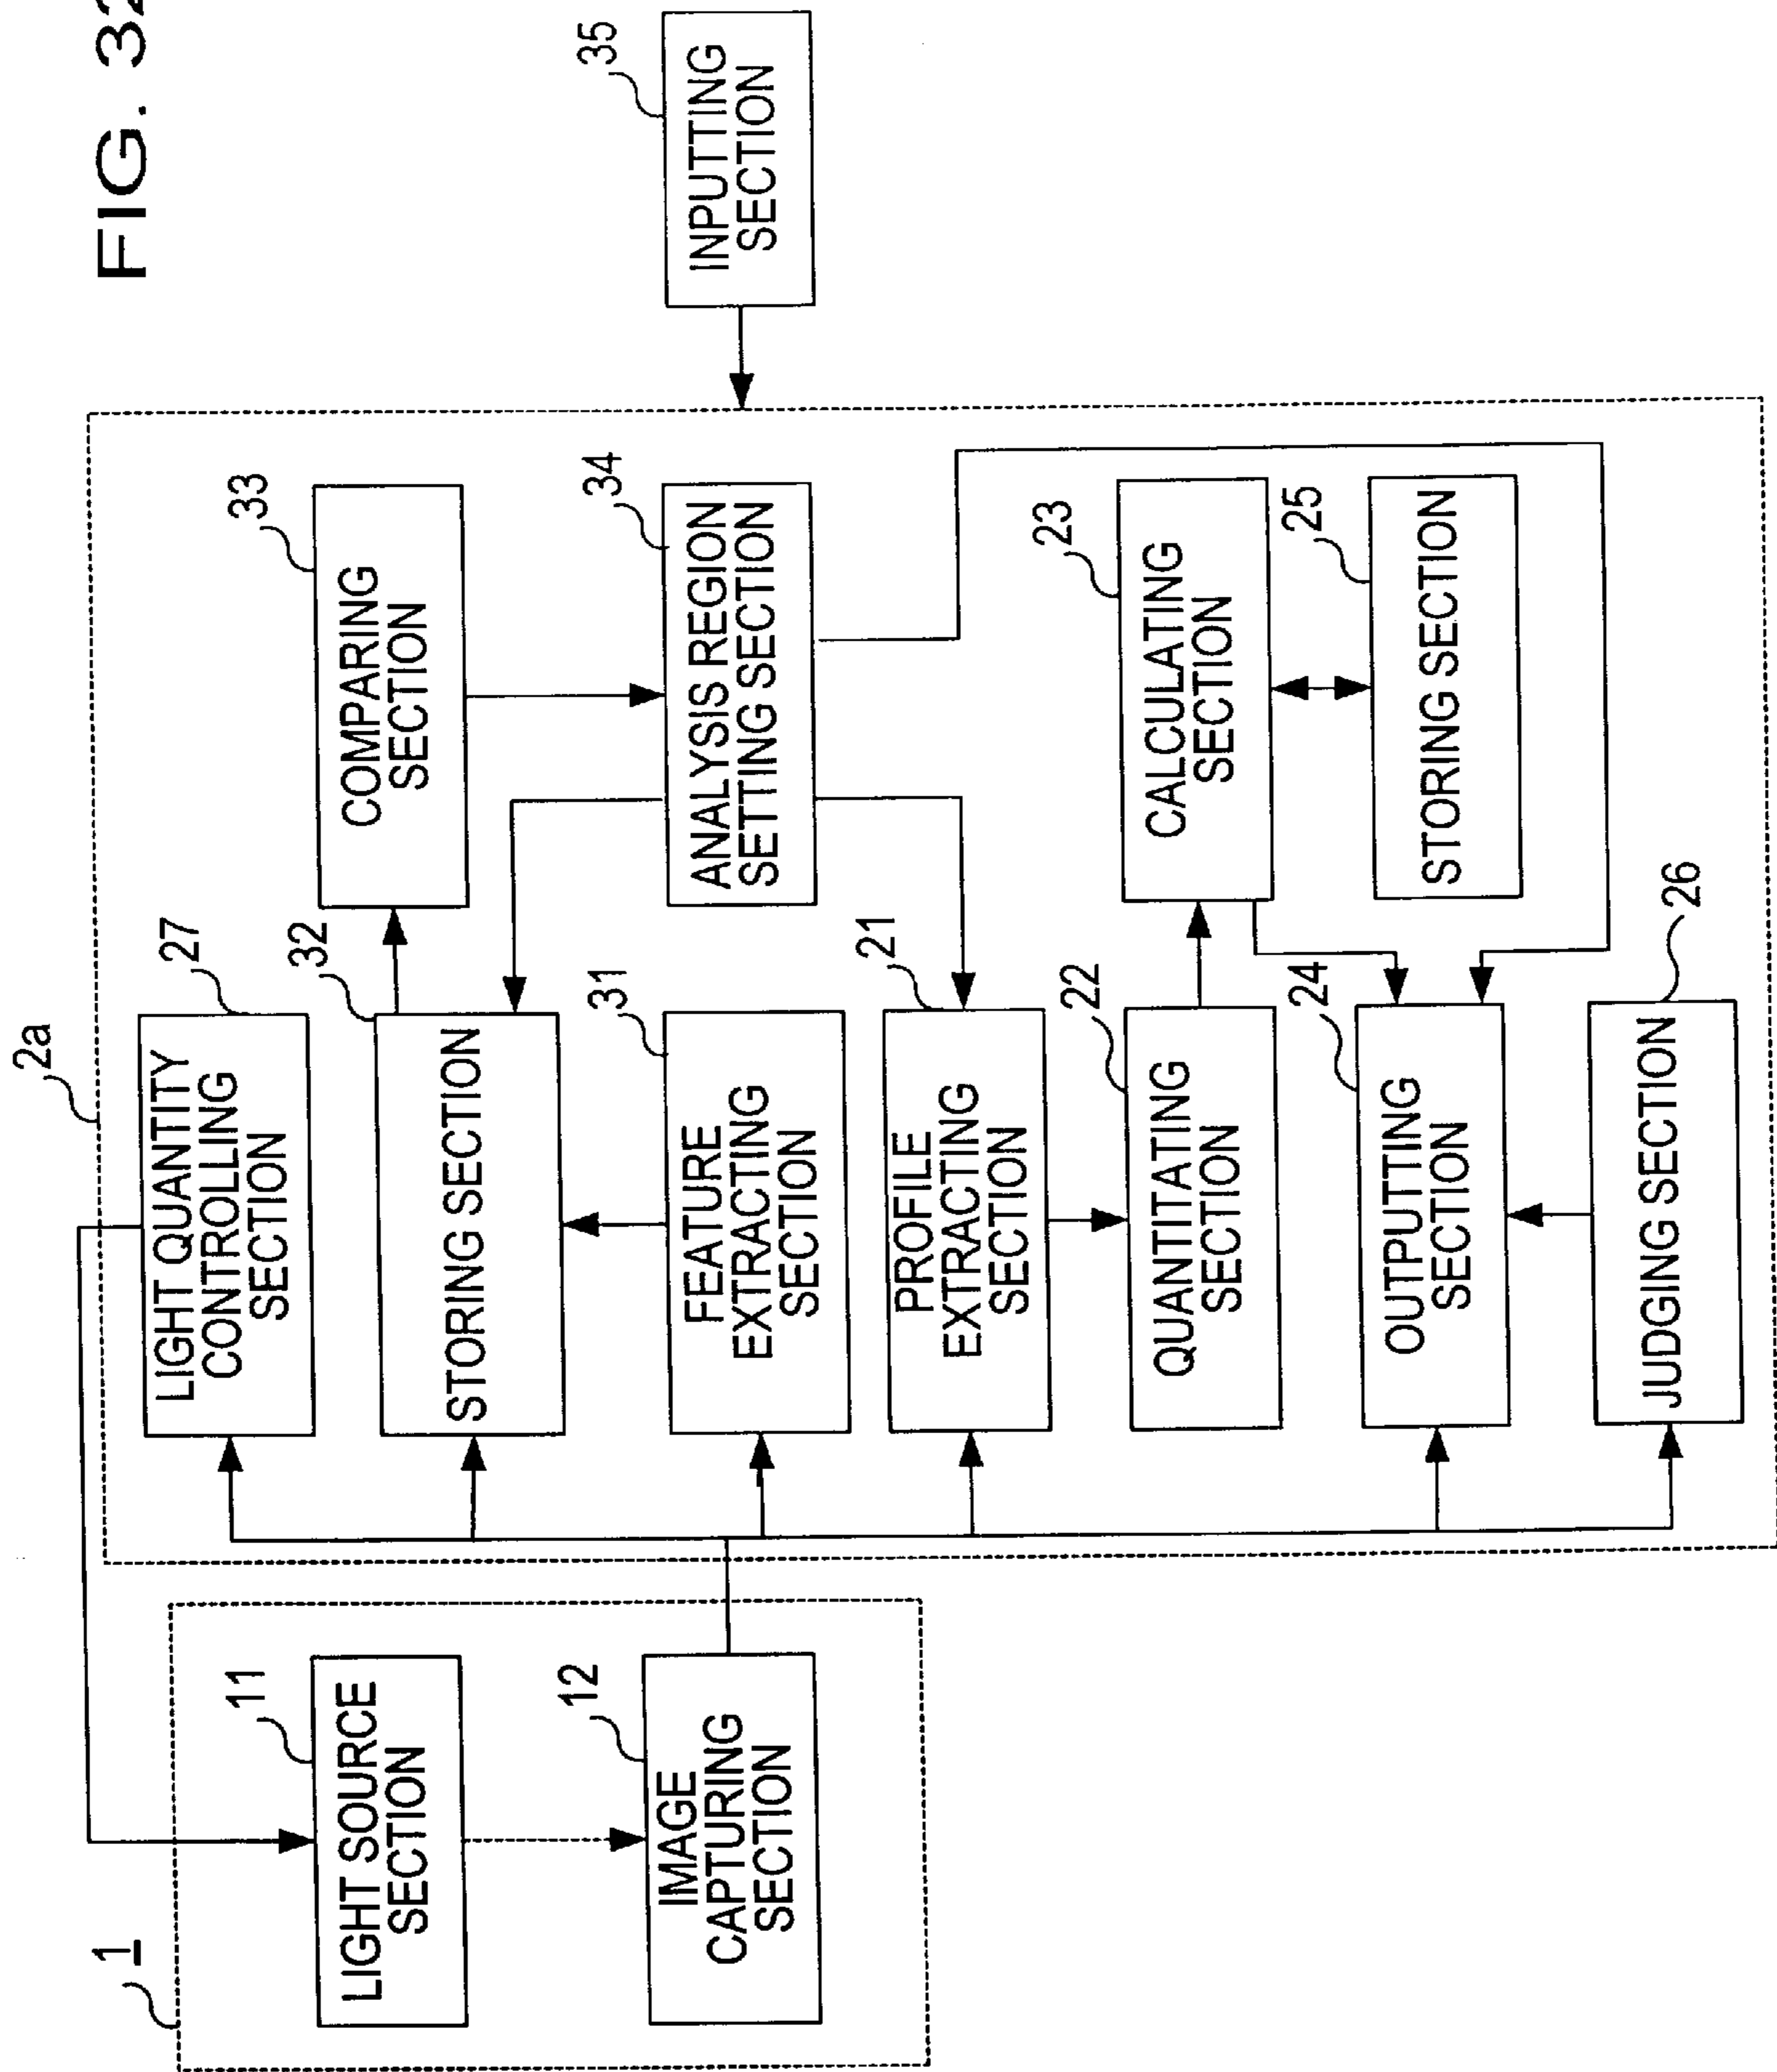 FIG. 32
1
11
LIGHT SOURCE
SECTION
12
IMAGE
CAPTURING
SECTION
2a
27
LIGHT QUANTITY
CONTROLLING
SECTION
32
STORING SECTION
33
COMPARING
SECTION
31
FEATURE
EXTRACTING
SECTION
34
ANALYSIS REGION
SETTING SECTION
21
PROFILE
EXTRACTING
SECTION
22
QUANTITATING
SECTION
23
CALCULATING
SECTION
24
OUTPUTTING
SECTION
25
STORING SECTION
26
JUDGING SECTION
35
INPUTTING
SECTION